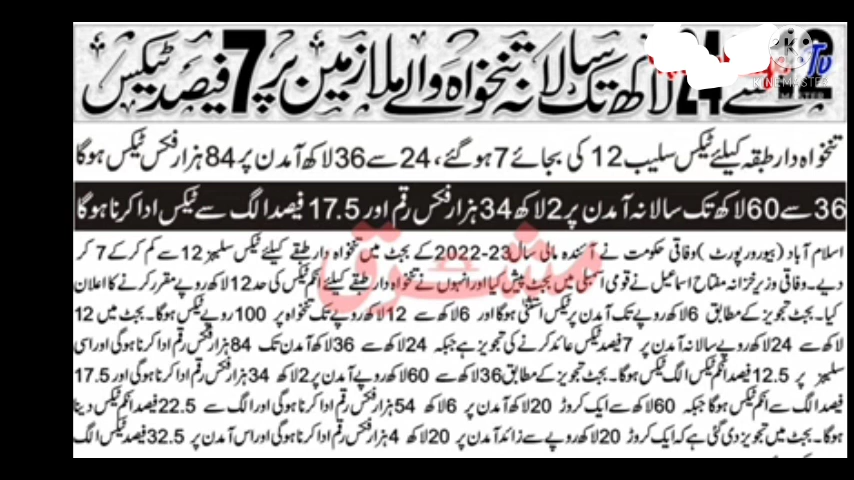 12 سے 24 لاکھ تک سالانہ تنخواہ والے ملازمین پر 7 فیصد ٹیکس
Tv
KINEMASTER
تنخواہ دار طبقہ کیلئے ٹیکس سلیب 12 کی بجائے 7 ہوگئے، 24 سے 36 لاکھ آمدن پر 84 ہزار فکس ٹیکس ہوگا
36 سے 60 لاکھ تک سالانہ آمدن پر 2 لاکھ 34 ہزار فکس رقم اور 17.5 فیصد الگ سے ٹیکس ادا کرنا ہوگا
مشرق
اسلام آباد (بیورو رپورٹ) وفاقی حکومت نے آئندہ مالی سال 23-2022 کے بجٹ میں تنخواہ دار طبقے کیلئے ٹیکس سلیبز 12 سے کم کر کے 7 کر
دیے۔ وفاقی وزیر خزانہ مفتاح اسماعیل نے قومی اسمبلی میں بجٹ پیش کیا اور انہوں نے تنخواہ دار طبقے کیلئے انکم ٹیکس کی حد 12 لاکھ روپے مقرر کرنے کا اعلان
کیا۔ بجٹ تجویز کے مطابق 6 لاکھ روپے تک آمدن پر ٹیکس استثنیٰ ہوگا اور 6 لاکھ سے 12 لاکھ روپے تک تنخواہ پر 100 روپے ٹیکس ہوگا۔ بجٹ میں 12
لاکھ سے 24 لاکھ روپے سالانہ آمدن پر 7 فیصد ٹیکس عائد کرنے کی تجویز ہے جبکہ 24 لاکھ سے 36 لاکھ آمدن تک 84 ہزار فکس رقم ادا کرنا ہوگی اور اسی
سلیبز پر 12.5 فیصد انکم ٹیکس الگ ٹیکس ہوگا۔ بجٹ تجویز کے مطابق 36 لاکھ سے 60 لاکھ روپے آمدن پر 2 لاکھ 34 ہزار فکس رقم ادا کرنا ہوگی اور 17.5
فیصد الگ سے انکم ٹیکس ہوگا جبکہ 60 لاکھ سے ایک کروڑ 20 لاکھ آمدن پر 6 لاکھ 54 ہزار فکس رقم ادا کرنا ہوگی اور الگ سے 22.5 فیصد انکم ٹیکس دینا
ہوگا۔ بجٹ میں تجویز دی گئی ہے کہ ایک کروڑ 20 لاکھ روپے سے زائد آمدن پر 20 لاکھ 4 ہزار فکس رقم ادا کرنا ہوگی اور اس آمدن پر 32.5 فیصد ٹیکس الگ